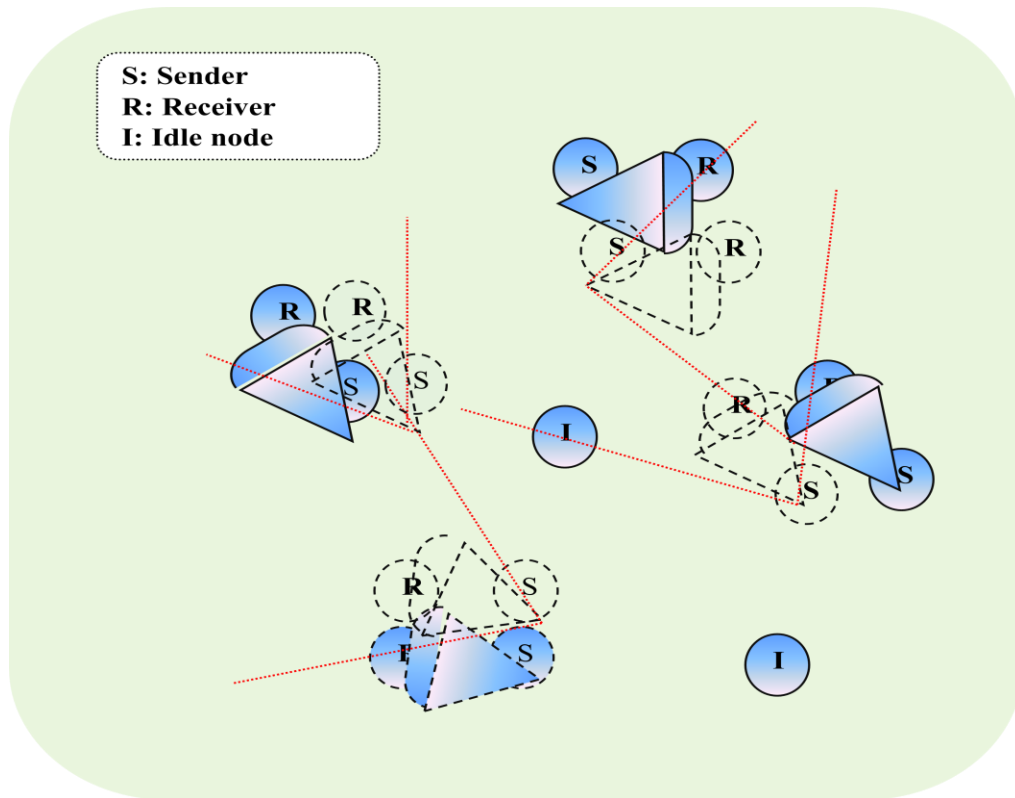 S: Sender
R: Receiver
I: Idle node
S R
S R
R R
S S
I
R
S
S
R S
S
I